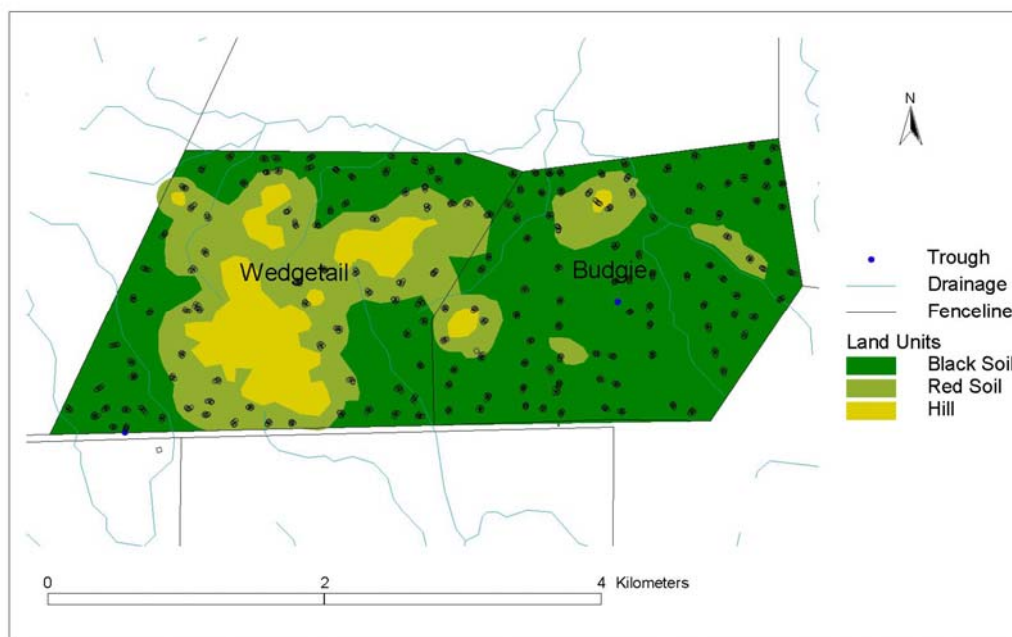 N
Wedgetail
Budgie
Trough
Drainage
Fenceline
Land Units
Black Soil
Red Soil
Hill
0
2
4 Kilometers